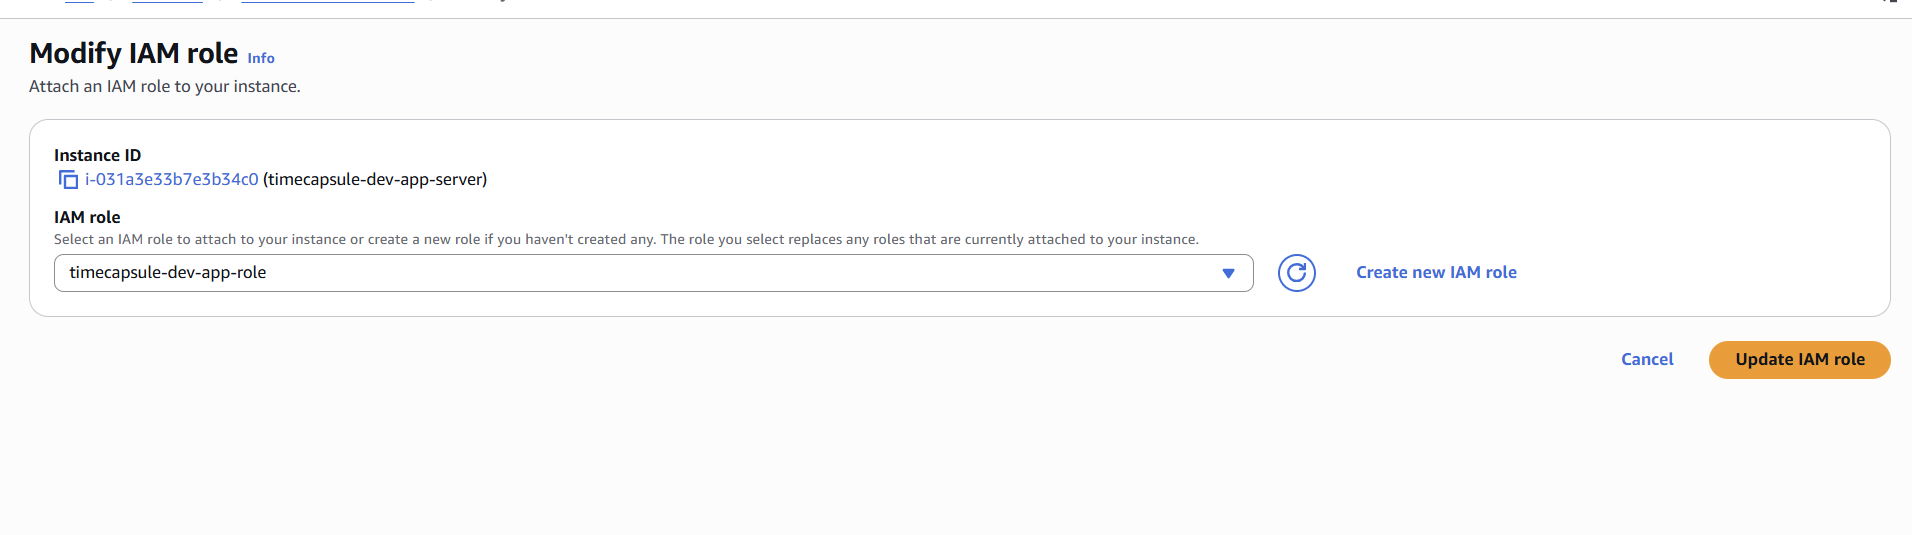 Modify IAM role Info
Attach an IAM role to your instance.
Instance ID
i-031a3e33b7e3b34c0 (timecapsule-dev-app-server)
IAM role
Select an IAM role to attach to your instance or create a new role if you haven't created any. The role you select replaces any roles that are currently attached to your instance.
timecapsule-dev-app-role
Create new IAM role
Cancel
Update IAM role